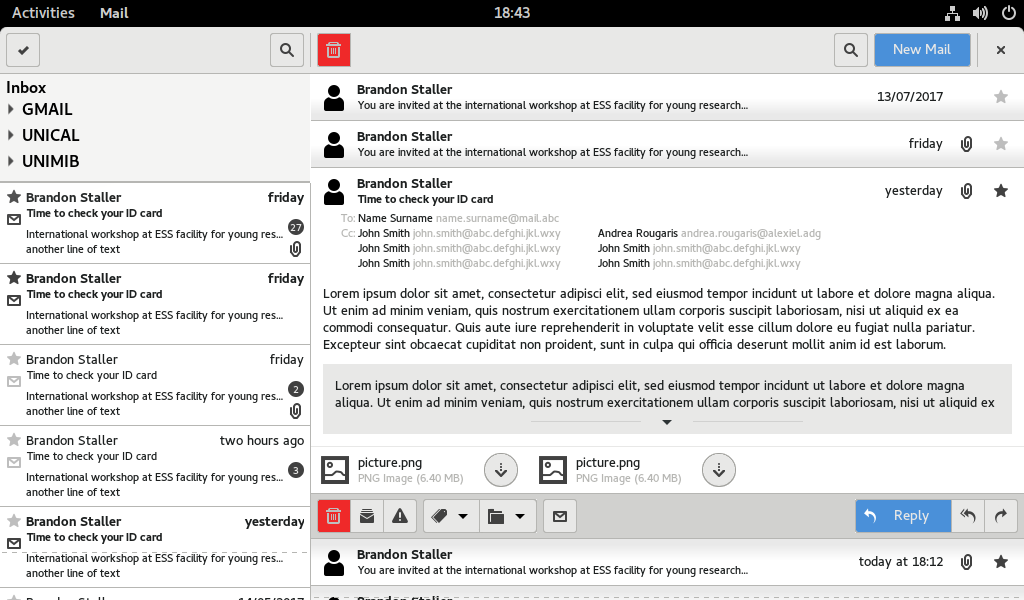 Activities Mail 18:43
New Mail
Inbox
GMAIL
UNICAL
UNIMIB
Brandon Staller friday
Time to check your ID card
27
International workshop at ESS facility for young res...
another line of text
Brandon Staller friday
Time to check your ID card
International workshop at ESS facility for young res...
another line of text
Brandon Staller friday
Time to check your ID card
2
International workshop at ESS facility for young res...
another line of text
Brandon Staller two hours ago
Time to check your ID card
3
International workshop at ESS facility for young res...
another line of text
Brandon Staller yesterday
Time to check your ID card
International workshop at ESS facility for young res...
another line of text
Brandon Staller 14/05/2017
Brandon Staller
You are invited at the international workshop at ESS facility for young research...
13/07/2017
Brandon Staller
You are invited at the international workshop at ESS facility for young research...
friday
Brandon Staller
Time to check your ID card
yesterday
To: Name Surname name.surname@mail.abc
Cc: John Smith john.smith@abc.defghi.jkl.wxy Andrea Rougaris andrea.rougaris@alexiel.adg
John Smith john.smith@abc.defghi.jkl.wxy John Smith john.smith@abc.defghi.jkl.wxy
John Smith john.smith@abc.defghi.jkl.wxy John Smith john.smith@abc.defghi.jkl.wxy
Lorem ipsum dolor sit amet, consectetur adipisci elit, sed eiusmod tempor incidunt ut labore et dolore magna aliqua.
Ut enim ad minim veniam, quis nostrum exercitationem ullam corporis suscipit laboriosam, nisi ut aliquid ex ea
commodi consequatur. Quis aute iure reprehenderit in voluptate velit esse cillum dolore eu fugiat nulla pariatur.
Excepteur sint obcaecat cupiditat non proident, sunt in culpa qui officia deserunt mollit anim id est laborum.
Lorem ipsum dolor sit amet, consectetur adipisci elit, sed eiusmod tempor incidunt ut labore et dolore magna
aliqua. Ut enim ad minim veniam, quis nostrum exercitationem ullam corporis suscipit laboriosam, nisi ut aliquid ex
picture.png picture.png
PNG Image (6.40 MB) PNG Image (6.40 MB)
Reply
Brandon Staller
You are invited at the international workshop at ESS facility for young research...
today at 18:12
Brandon Staller